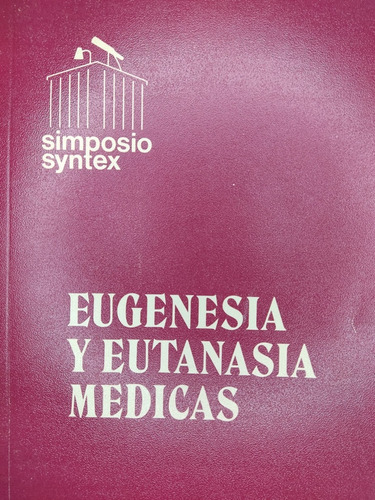 simposio
syntex
EUGENESIA
Y EUTANASIA
MEDICAS